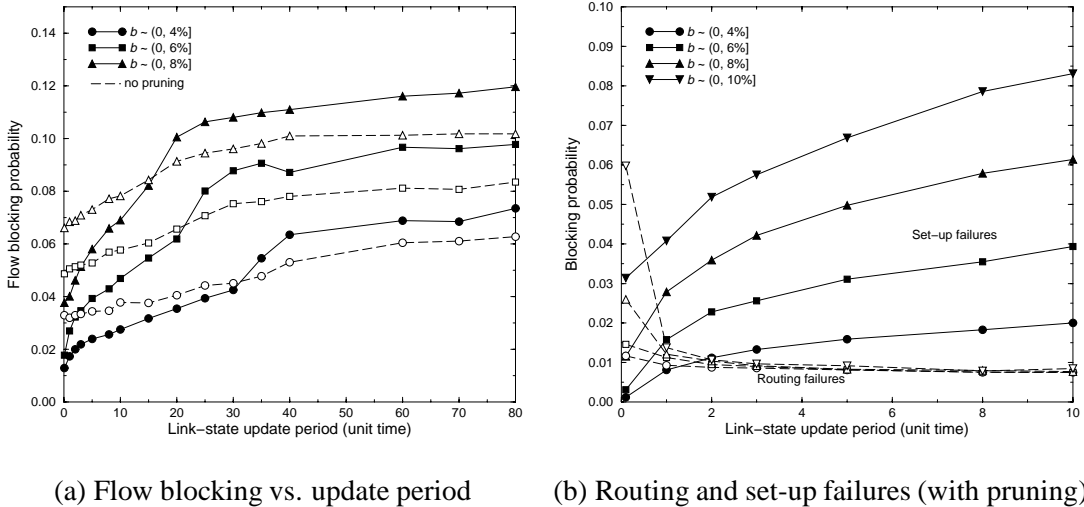 0.14
0.12
0.10
0.08
0.06
0.04
0.02
0.00
Flow blocking probability
b ~ (0, 4%]
b ~ (0, 6%]
b ~ (0, 8%]
no pruning
0 10 20 30 40 50 60 70 80
Link−state update period (unit time)
(a) Flow blocking vs. update period
0.10
0.09
0.08
0.07
0.06
0.05
0.04
0.03
0.02
0.01
0.00
Blocking probability
b ~ (0, 4%]
b ~ (0, 6%]
b ~ (0, 8%]
b ~ (0, 10%]
Set−up failures
Routing failures
0 2 4 6 8 10
Link−state update period (unit time)
(b) Routing and set-up failures (with pruning)